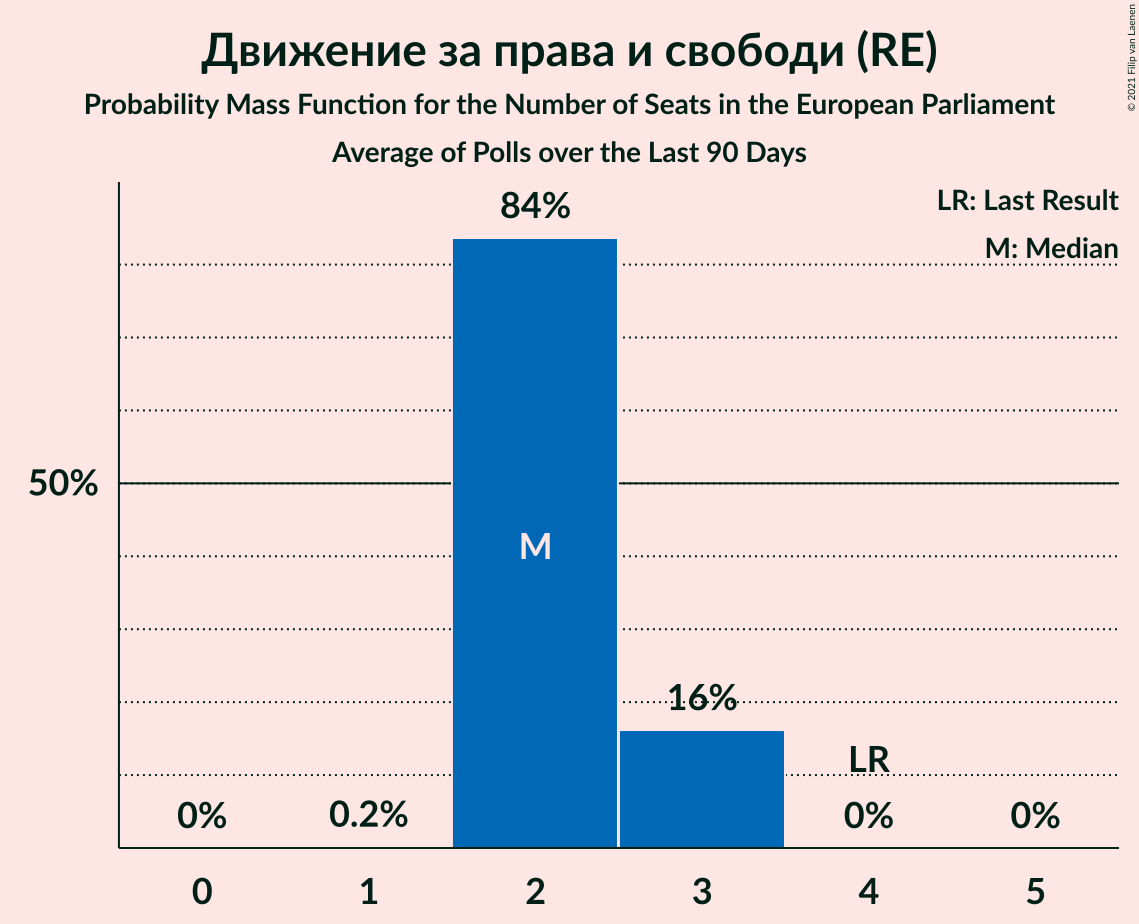 Движение за права и свободи (RE)
Probability Mass Function for the Number of Seats in the European Parliament
Average of Polls over the Last 90 Days
© 2021 Filip van Laenen
LR: Last Result
M: Median
84%
50%
M
16%
LR
0%
0.2%
0%
0%
0
1
2
3
4
5